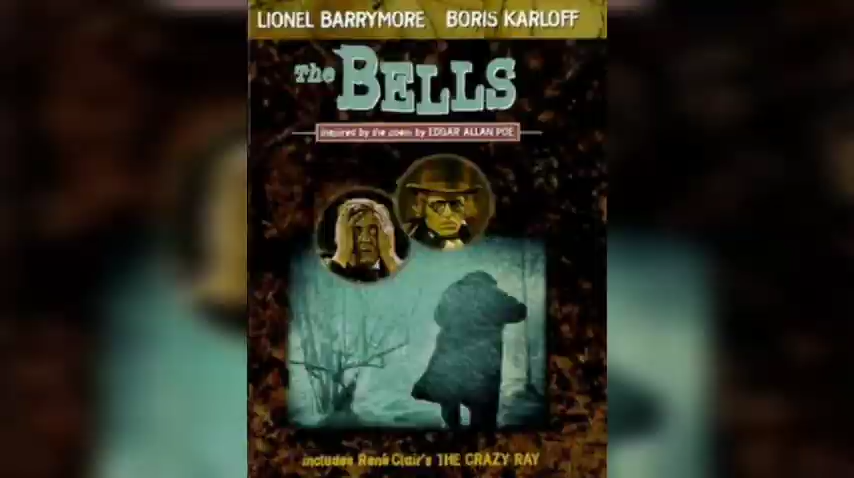 LIONEL BARRYMORE BORIS KARLOFF
The BELLS
inspired by the poem by EDGAR ALLAN POE
includes René Clair's THE CRAZY RAY